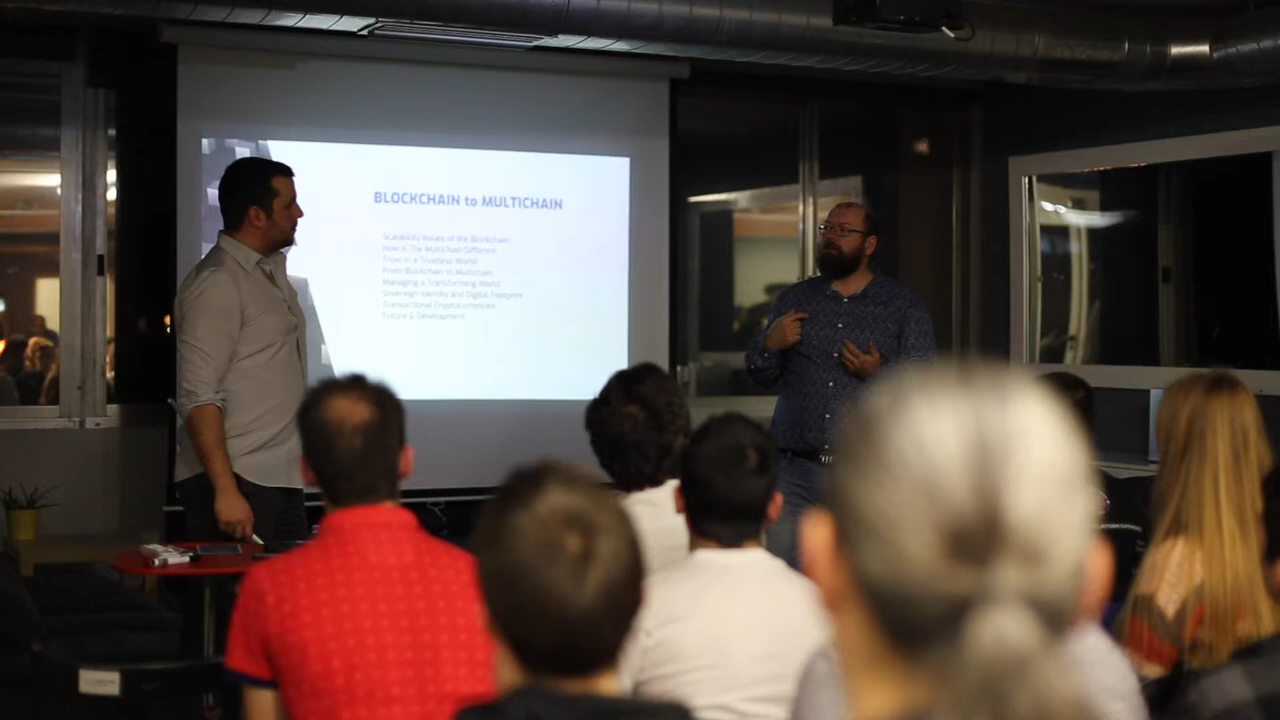 BLOCKCHAIN to MULTICHAIN
Scalability Issues of the Blockchain
How is The Multichain Different
Trust in a Trustless World
From Blockchain to Multichain
Managing a Transforming World
Sovereign Identity and Digital Footprint
Transactional Cryptocurrencies
Future & Development